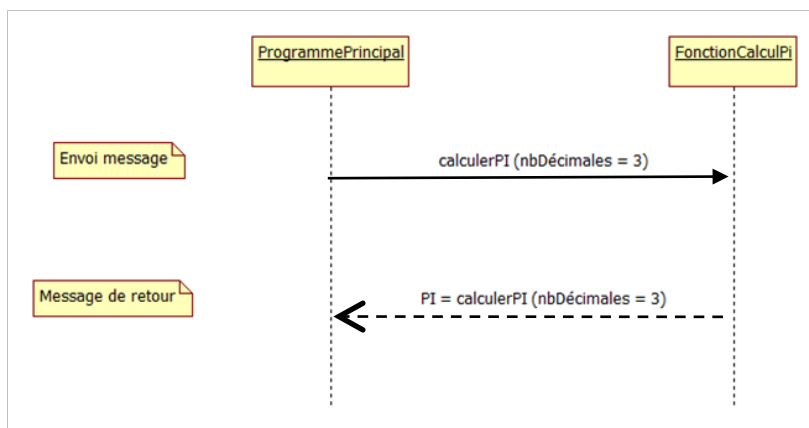 ProgrammePrincipal
FonctionCalculPi
Envoi message
calculerPI (nbDécimales = 3)
Message de retour
PI = calculerPI (nbDécimales = 3)